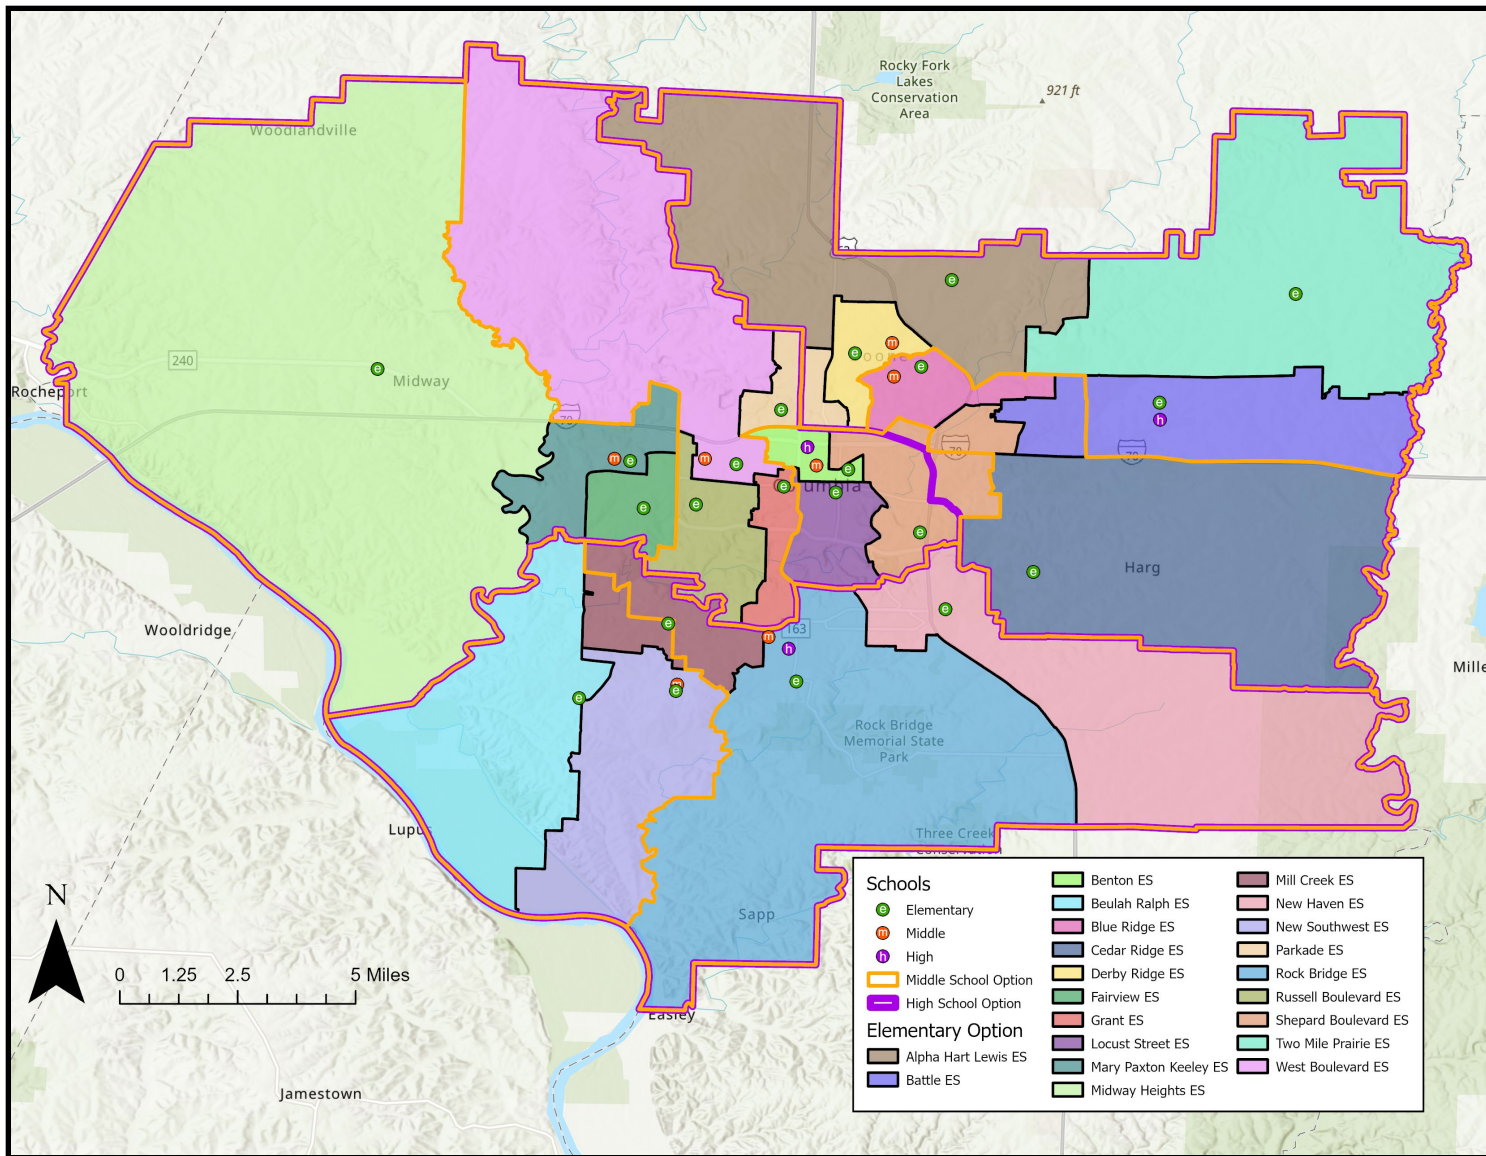 Rocky Fork
Lakes
Conservation
Area
921 ft
Woodlandville
240
Midway
Rocheport
70
70
70
Columbia
Harg
Wooldridge
163
Rock Bridge
Memorial State
Park
Lupus
Three Creek
Sapp
Easley
Jamestown
N
0 1.25 2.5 5 Miles
Schools
e Elementary
m Middle
h High
Middle School Option
High School Option
Elementary Option
Alpha Hart Lewis ES
Battle ES
Benton ES
Beulah Ralph ES
Blue Ridge ES
Cedar Ridge ES
Derby Ridge ES
Fairview ES
Grant ES
Locust Street ES
Mary Paxton Keeley ES
Midway Heights ES
Mill Creek ES
New Haven ES
New Southwest ES
Parkade ES
Rock Bridge ES
Russell Boulevard ES
Shepard Boulevard ES
Two Mile Prairie ES
West Boulevard ES